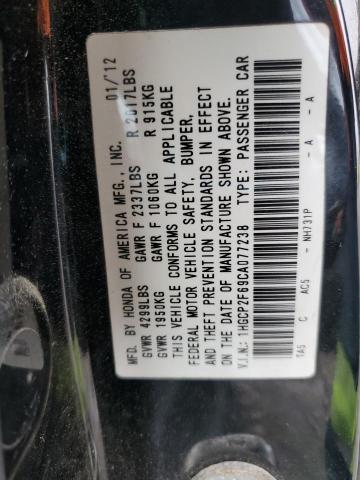 MFD. BY HONDA OF AMERICA MFG., INC. 01/'12
GVWR 4299LBS GAWR F 2337LBS R 2017LBS
GVWR 1950KG GAWR F 1060KG R 915KG
THIS VEHICLE CONFORMS TO ALL APPLICABLE
FEDERAL MOTOR VEHICLE SAFETY, BUMPER,
AND THEFT PREVENTION STANDARDS IN EFFECT
ON THE DATE OF MANUFACTURE SHOWN ABOVE.
V.I.N.: 1HGCP2F69CA077238 TYPE: PASSENGER CAR
TA5 C AC5 - NH731P - A - A